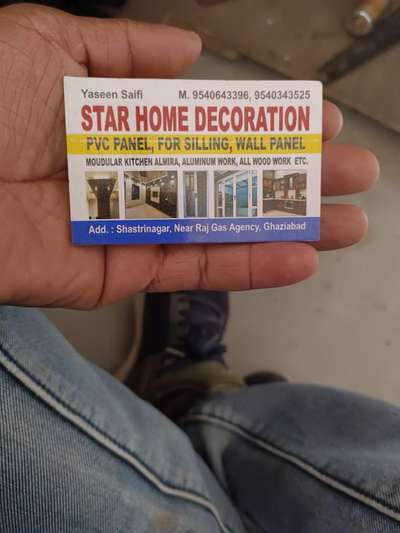 Yaseen Saifi M. 9540643396, 9540343525
STAR HOME DECORATION
PVC PANEL, FOR SILLING, WALL PANEL
MOUDULAR KITCHEN ALMIRA, ALUMINUM WORK, ALL WOOD WORK ETC.
Add. : Shastrinagar, Near Raj Gas Agency, Ghaziabad